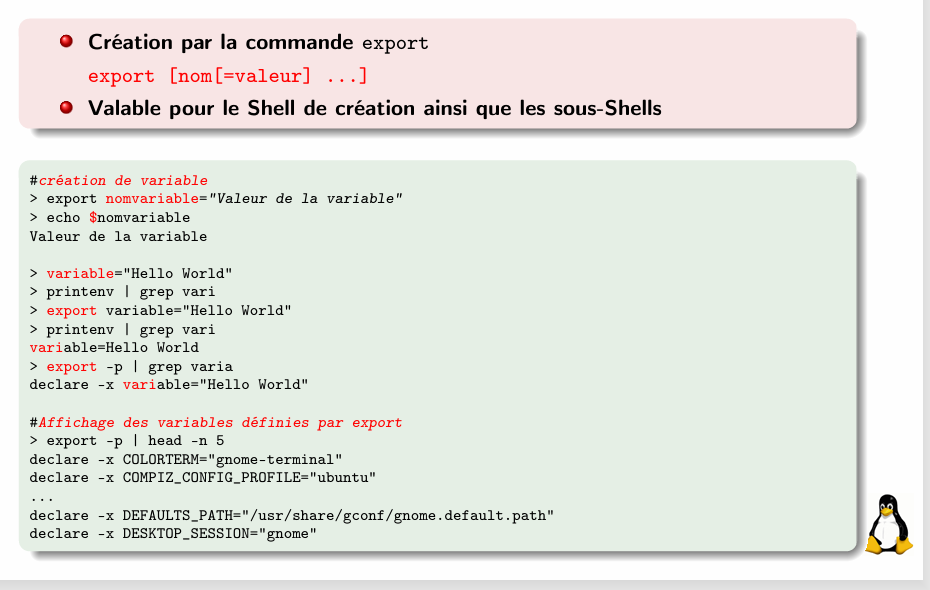 Création par la commande export
export [nom[=valeur] ...]
Valable pour le Shell de création ainsi que les sous-Shells
#création de variable
> export nomvariable="Valeur de la variable"
> echo $nomvariable
Valeur de la variable
> variable="Hello World"
> printenv | grep vari
> export variable="Hello World"
> printenv | grep vari
variable=Hello World
> export -p | grep varia
declare -x variable="Hello World"
#Affichage des variables définies par export
> export -p | head -n 5
declare -x COLORTERM="gnome-terminal"
declare -x COMPIZ_CONFIG_PROFILE="ubuntu"
...
declare -x DEFAULTS_PATH="/usr/share/gconf/gnome.default.path"
declare -x DESKTOP_SESSION="gnome"